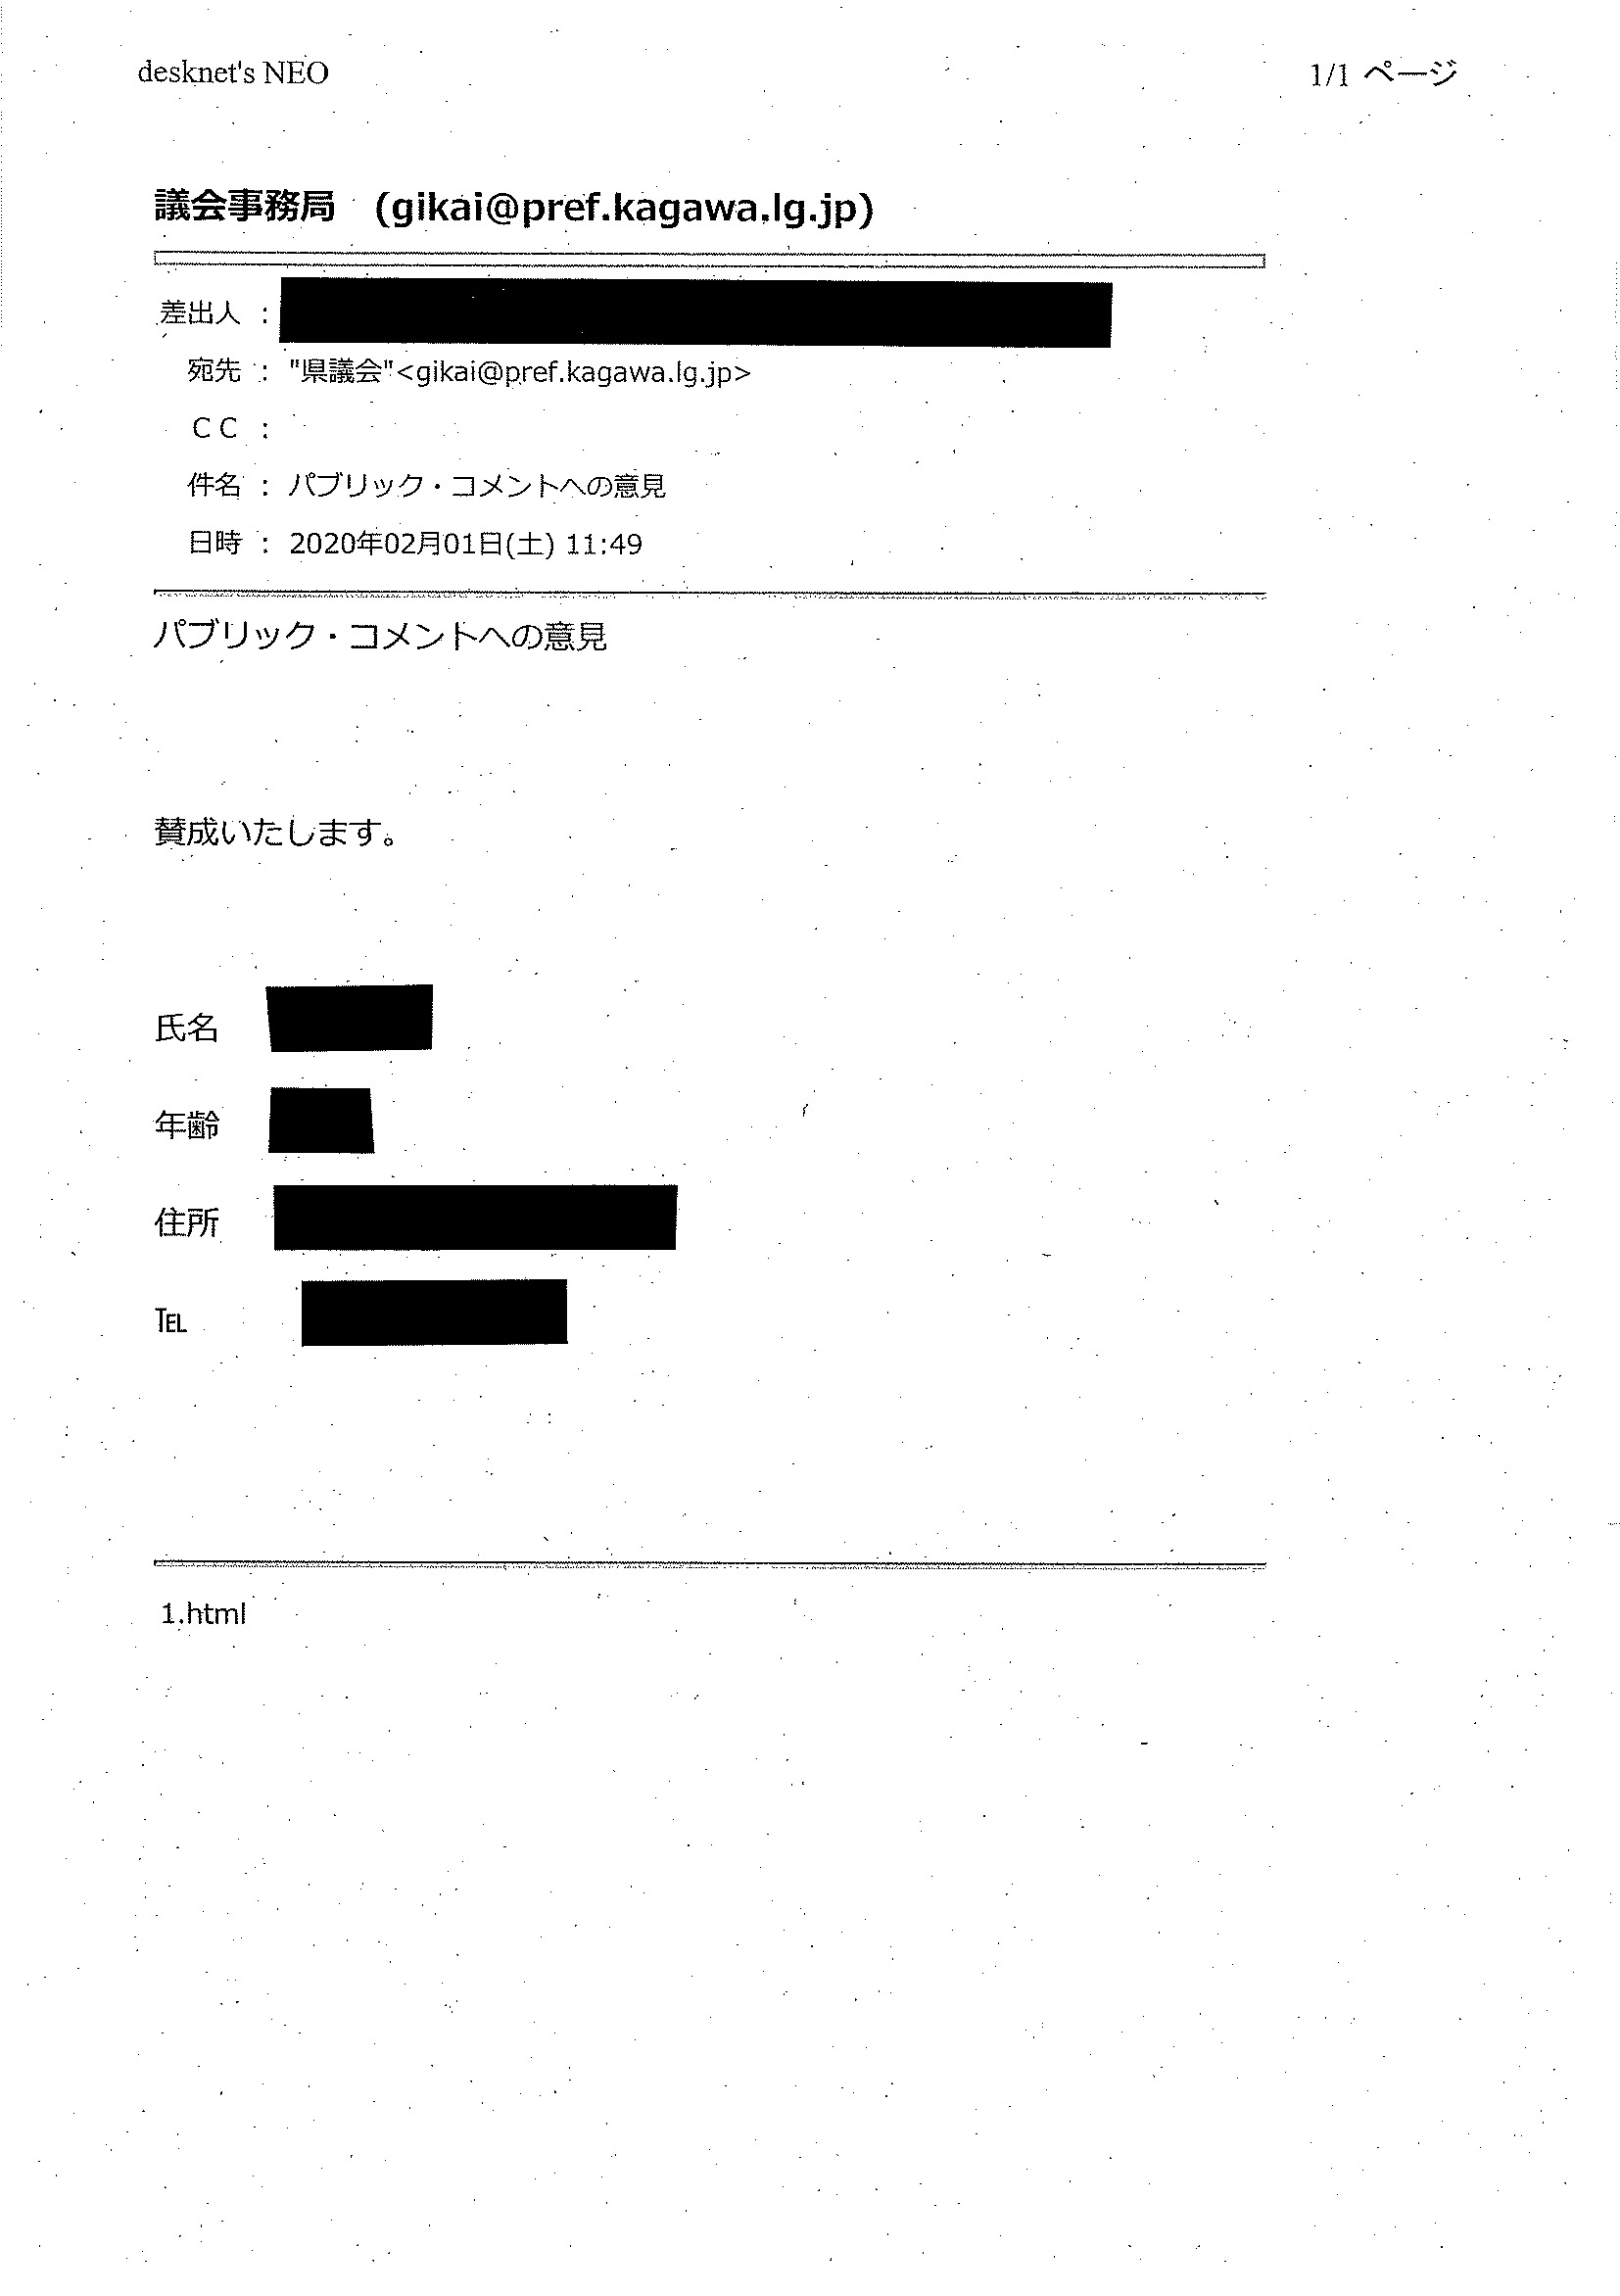 desknet's NEO
1/1 ページ
議会事務局 (gikai@pref.kagawa.lg.jp)
差出人 :
宛先 : "県議会"<gikai@pref.kagawa.lg.jp>
CC :
件名 : パブリック・コメントへの意見
日時 : 2020年02月01日(土) 11:49
パブリック・コメントへの意見
賛成いたします。
氏名
年齢
住所
℡
1.html